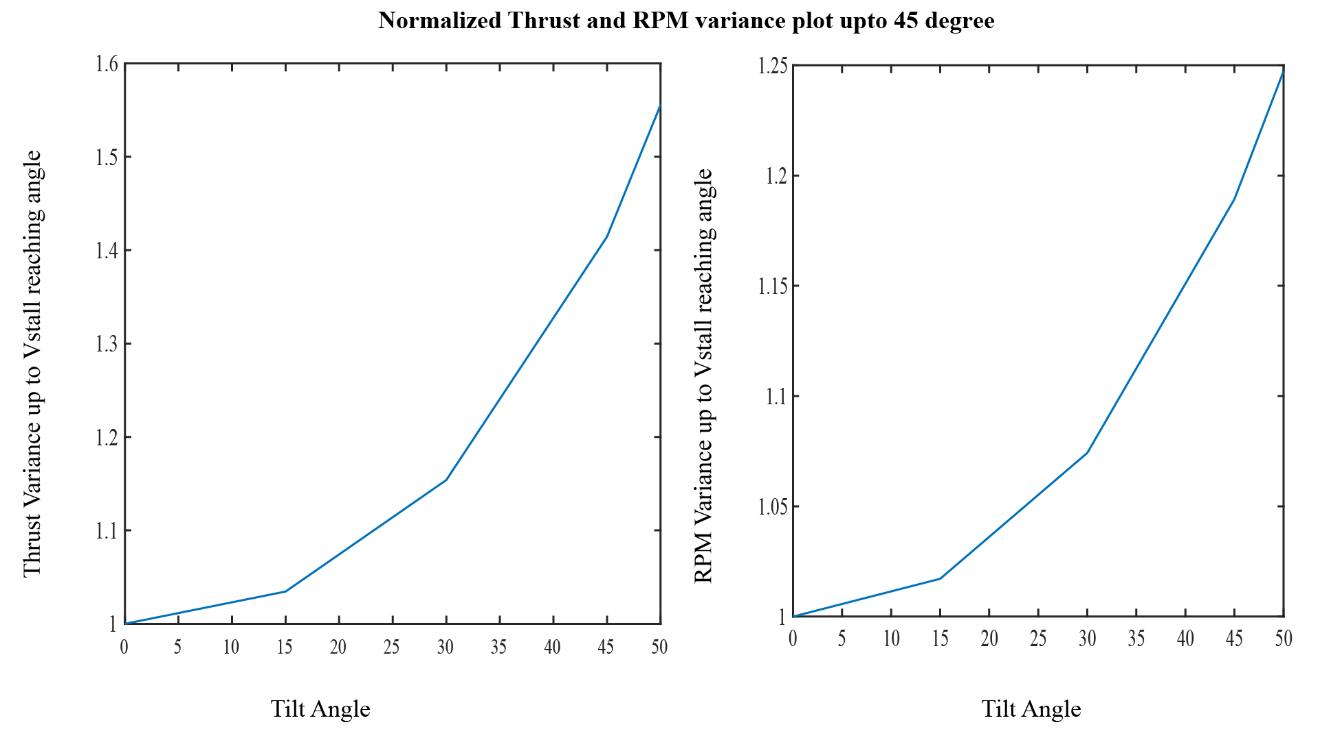 Normalized Thrust and RPM variance plot upto 45 degree
Thrust Variance up to Vstall reaching angle
1.6
1.5
1.4
1.3
1.2
1.1
1
0 5 10 15 20 25 30 35 40 45 50
Tilt Angle
RPM Variance up to Vstall reaching angle
1.25
1.2
1.15
1.1
1.05
1
0 5 10 15 20 25 30 35 40 45 50
Tilt Angle